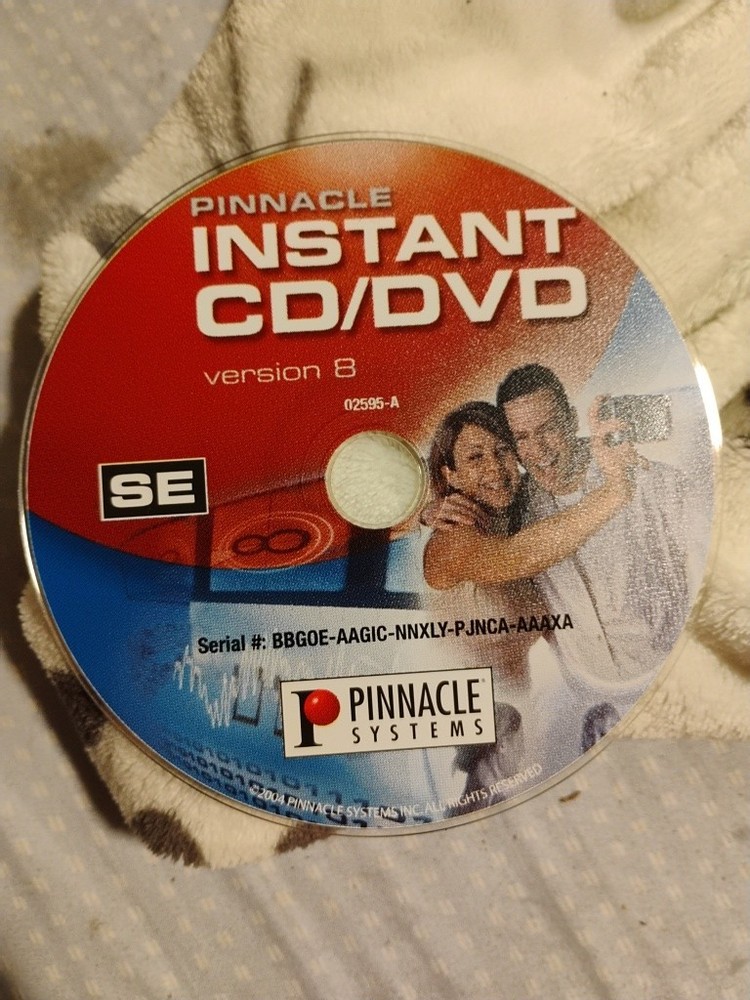 PINNACLE
INSTANT
CD/DVD
version 8
02595-A
SE
Serial #: BBGOE-AAGIC-NNXLY-PJNCA-AAAXA
PINNACLE
SYSTEMS
©2004 PINNACLE SYSTEMS INC. ALL RIGHTS RESERVED